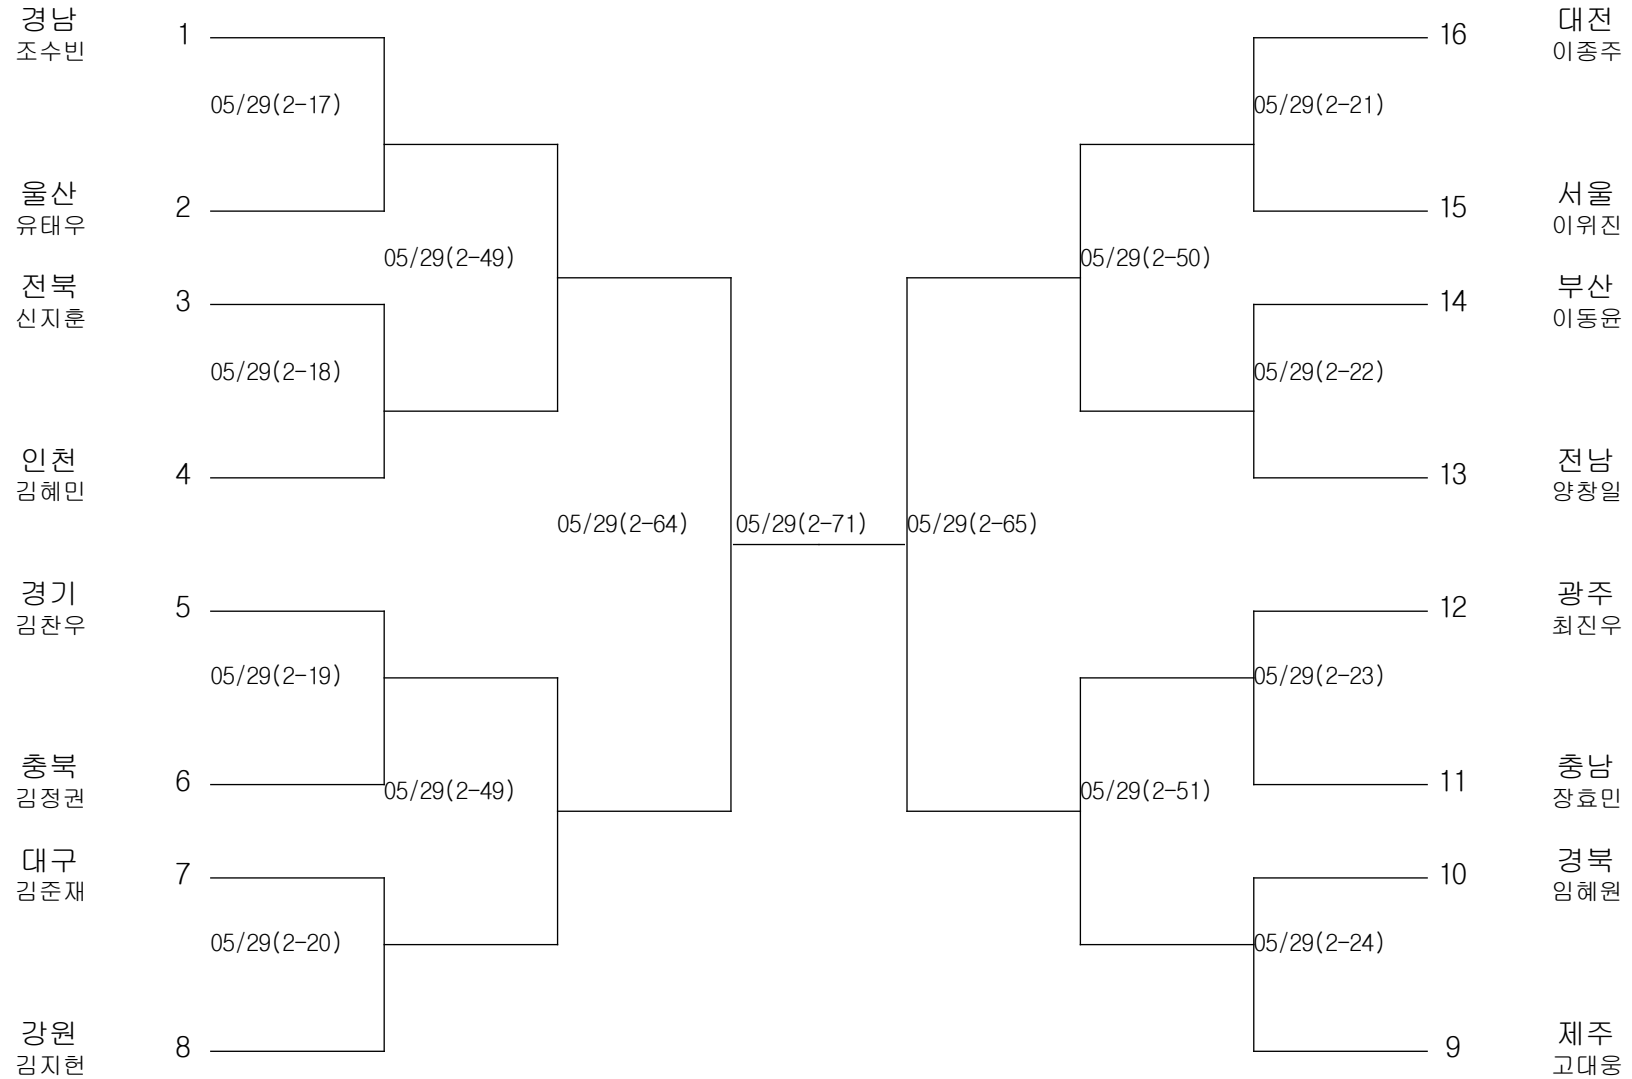 경남
조수빈
1
05/29(2-17)
울산
유태우
2
05/29(2-49)
전북
신지훈
3
05/29(2-18)
인천
김혜민
4
05/29(2-64)
경기
김찬우
5
05/29(2-19)
충북
김정권
6
05/29(2-49)
대구
김준재
7
05/29(2-20)
강원
김지헌
8
05/29(2-71)
16
대전
이종주
05/29(2-21)
15
서울
이위진
05/29(2-50)
14
부산
이동윤
05/29(2-22)
13
전남
양창일
05/29(2-65)
12
광주
최진우
05/29(2-23)
11
충남
장효민
05/29(2-51)
10
경북
임혜원
05/29(2-24)
9
제주
고대웅